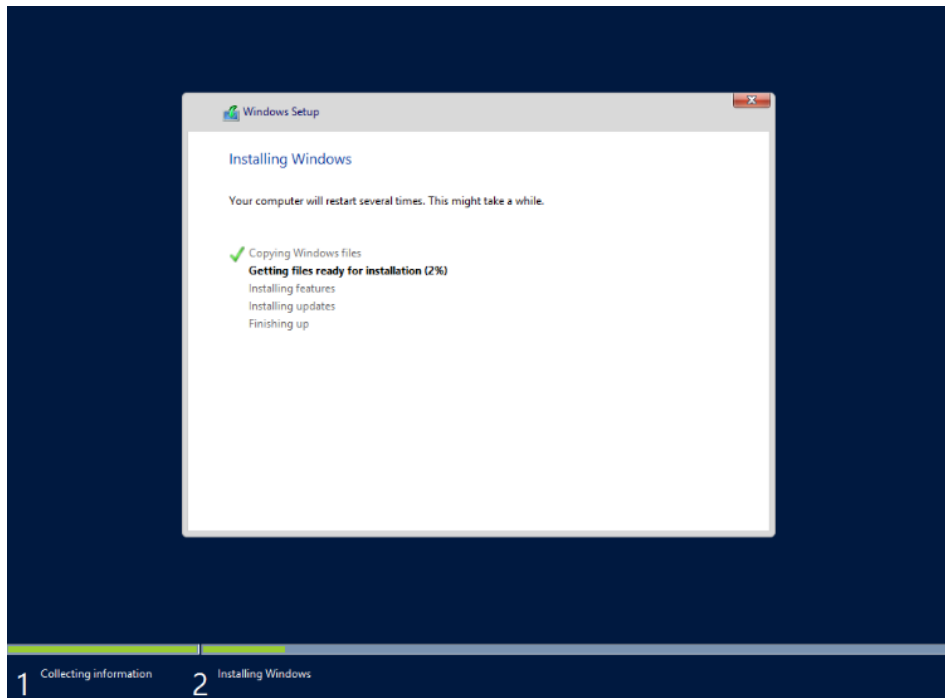 Windows Setup
Installing Windows
Your computer will restart several times. This might take a while.
Copying Windows files
Getting files ready for installation (2%)
Installing features
Installing updates
Finishing up
1 Collecting information
2 Installing Windows